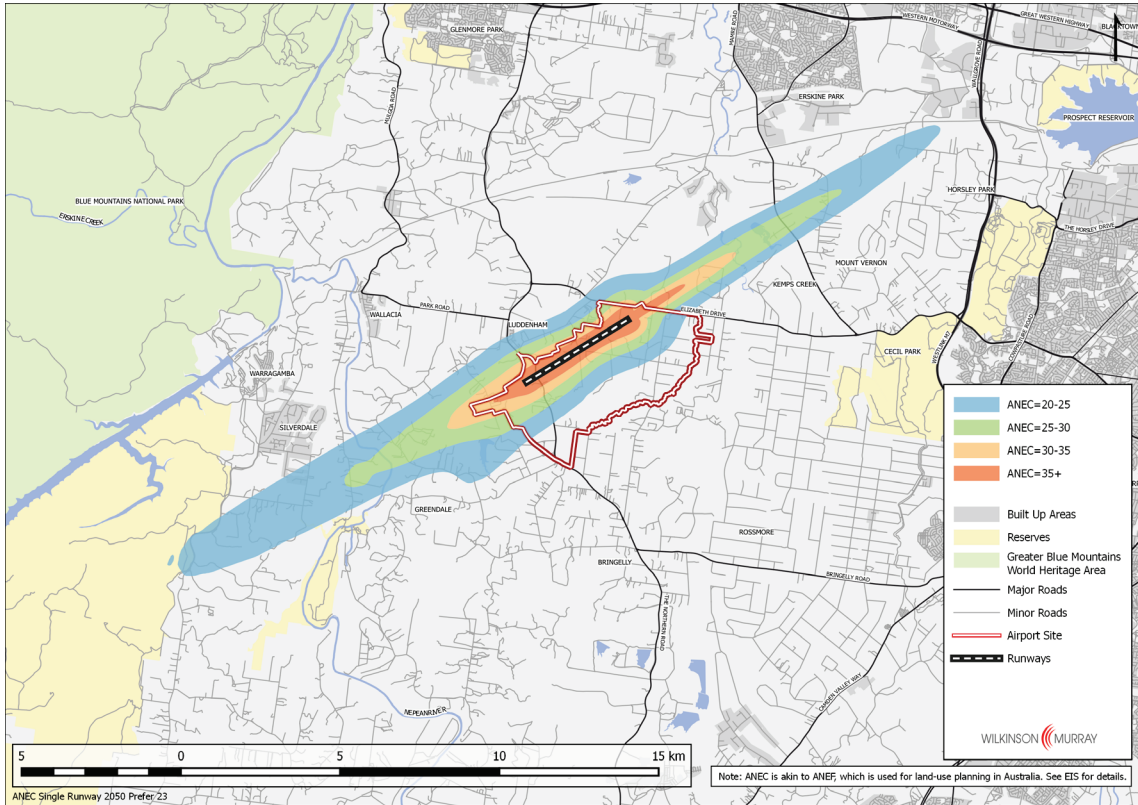 GLENMORE PARK
MAMRE ROAD
WESTERN MOTORWAY
GREAT WESTERN HIGHWAY
BLACKTOWN
WALLGROVE ROAD
MULGOA ROAD
ERSKINE PARK
PROSPECT RESERVOIR
BLUE MOUNTAINS NATIONAL PARK
ERSKINE CREEK
HORSLEY PARK
THE HORSLEY DRIVE
MOUNT VERNON
KEMPS CREEK
PARK ROAD
WALLACIA
LUDDENHAM
ELIZABETH DRIVE
CECIL PARK
WESTLINK M7
COWPASTURE ROAD
WARRAGAMBA
SILVERDALE
GREENDALE
ROSSMORE
BRINGELLY
BRINGELLY ROAD
THE NORTHERN ROAD
CAMDEN VALLEY WAY
NEPEAN RIVER
ANEC=20-25
ANEC=25-30
ANEC=30-35
ANEC=35+
Built Up Areas
Reserves
Greater Blue Mountains
World Heritage Area
Major Roads
Minor Roads
Airport Site
Runways
WILKINSON MURRAY
5 0 5 10 15 km
ANEC Single Runway 2050 Prefer 23
Note: ANEC is akin to ANEF, which is used for land-use planning in Australia. See EIS for details.